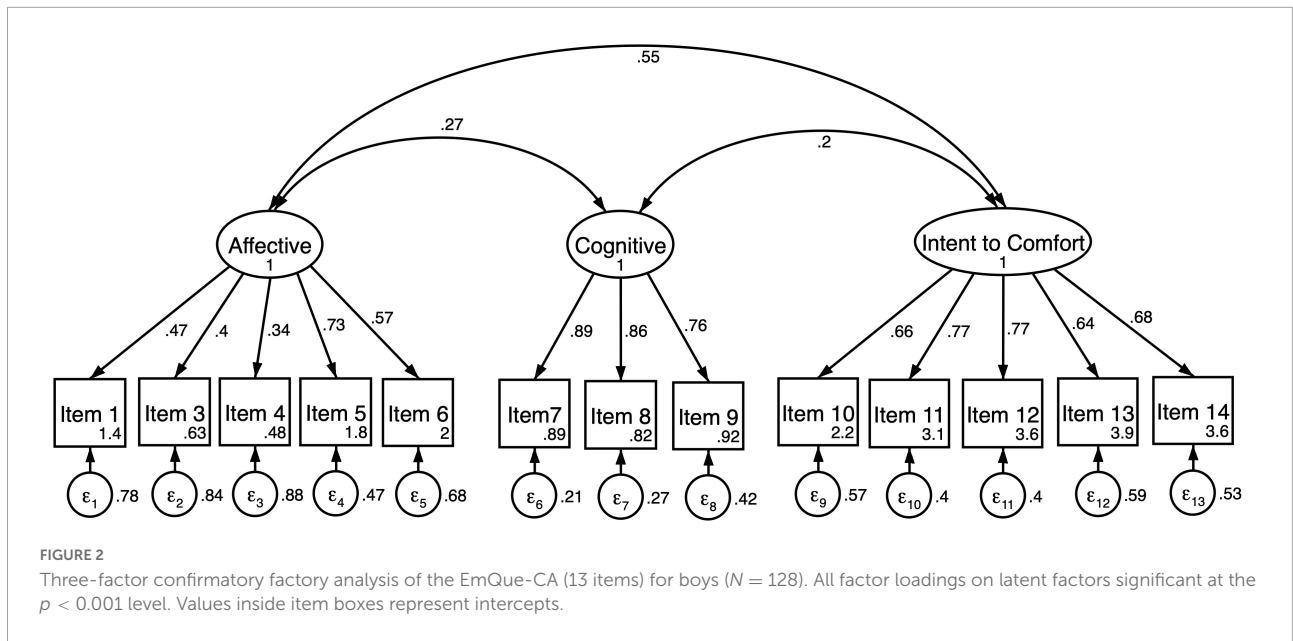 .55
.27
.2
Affective
1
Cognitive
1
Intent to Comfort
1
.47 .4 .34 .73 .57 .89 .86 .76 .66 .77 .77 .64 .68
Item 1 Item 3 Item 4 Item 5 Item 6 Item7 Item 8 Item 9 Item 10 Item 11 Item 12 Item 13 Item 14
1.4 .63 .48 1.8 2 .89 .82 .92 2.2 3.1 3.6 3.9 3.6
ε1 .78 ε2 .84 ε3 .88 ε4 .47 ε5 .68 ε6 .21 ε7 .27 ε8 .42 ε9 .57 ε10 .4 ε11 .4 ε12 .59 ε13 .53
FIGURE 2
Three-factor confirmatory factory analysis of the EmQue-CA (13 items) for boys (N = 128). All factor loadings on latent factors significant at the
p < 0.001 level. Values inside item boxes represent intercepts.